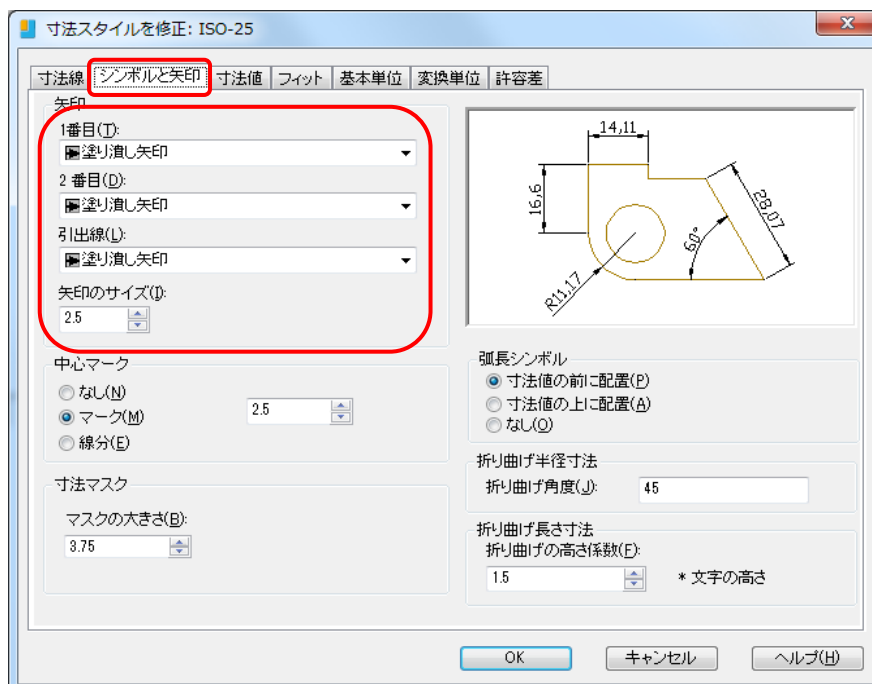 寸法スタイルを修正: ISO-25
寸法線 シンボルと矢印 寸法値 フィット 基本単位 変換単位 許容差
矢印
1番目(T):
塗り潰し矢印
2 番目(D):
塗り潰し矢印
引出線(L):
塗り潰し矢印
矢印のサイズ(I):
2.5
14,11
16,6
28,07
60°
R11,17
中心マーク
なし(N)
マーク(M)
2.5
線分(E)
弧長シンボル
寸法値の前に配置(P)
寸法値の上に配置(A)
なし(O)
寸法マスク
マスクの大きさ(B):
3.75
折り曲げ半径寸法
折り曲げ角度(J):
45
折り曲げ長さ寸法
折り曲げの高さ係数(F):
1.5
* 文字の高さ
OK キャンセル ヘルプ(H)